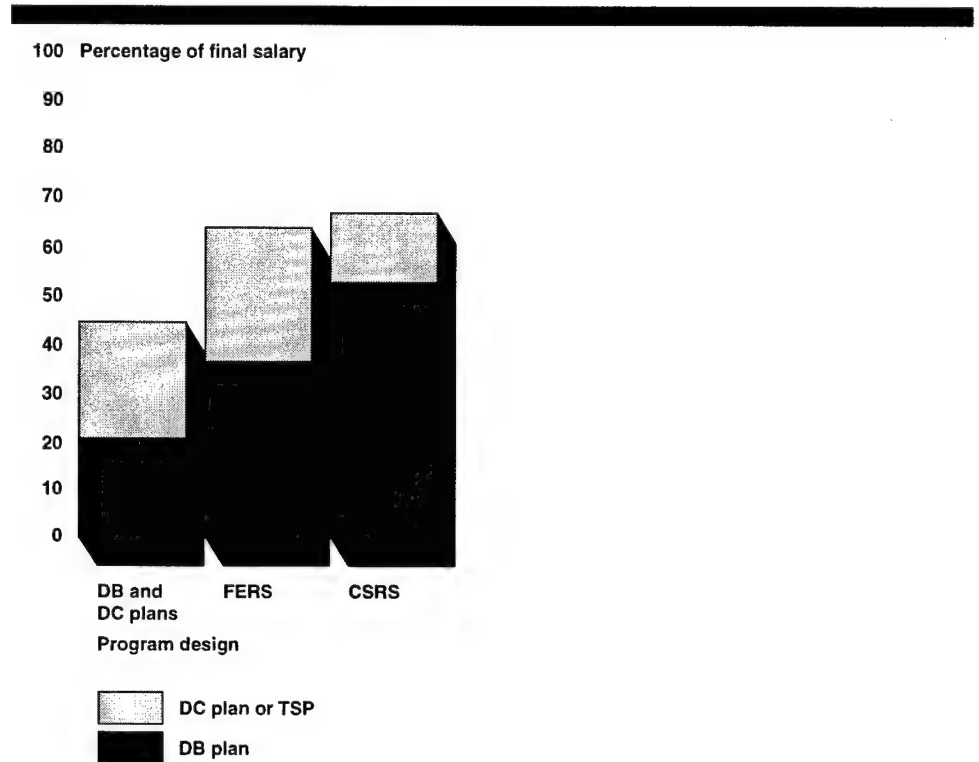 100 Percentage of final salary
90
80
70
60
50
40
30
20
10
0
DB and FERS CSRS
DC plans
Program design
DC plan or TSP
DB plan